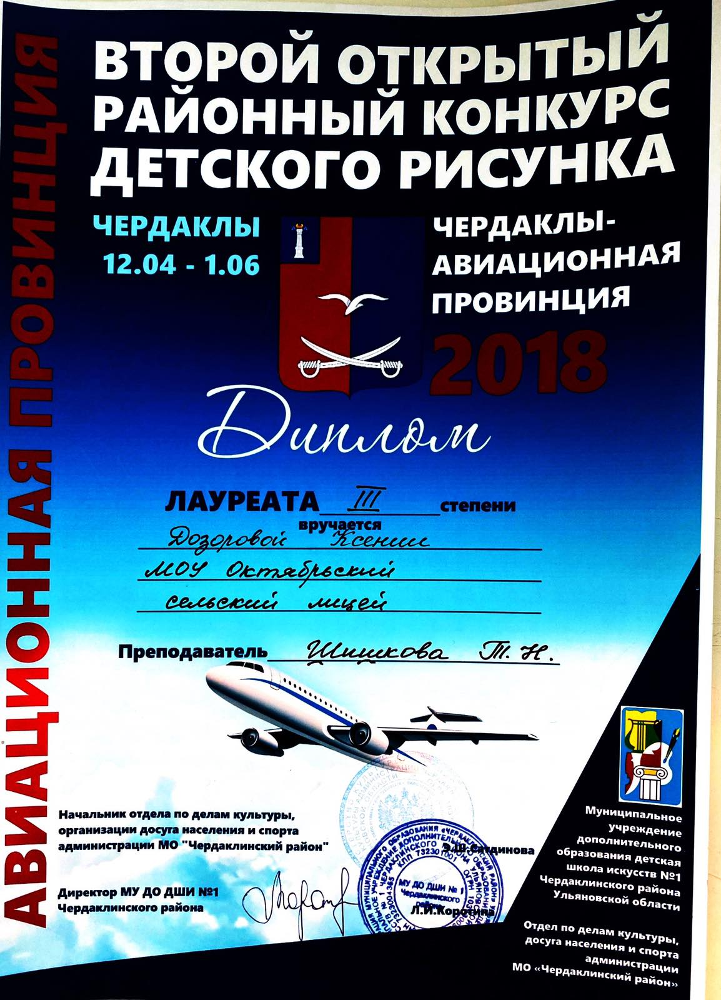 АВИАЦИОННАЯ ПРОВИНЦИЯ
ВТОРОЙ ОТКРЫТЫЙ
РАЙОННЫЙ КОНКУРС
ДЕТСКОГО РИСУНКА
ЧЕРДАКЛЫ
12.04 - 1.06
ЧЕРДАКЛЫ-
АВИАЦИОННАЯ
ПРОВИНЦИЯ
2018
Диплом
ЛАУРЕАТА III степени
вручается
Дозоровой Ксении
МОУ Октябрьский
сельский лицей
Преподаватель Шишкова Т.Н.
Начальник отдела по делам культуры,
организации досуга населения и спорта
администрации МО "Чердаклинский район"
Э.Ш.Сатдинова
Директор МУ ДО ДШИ №1
Чердаклинского района
Л.И.Коротина
МУ ДО ДШИ № 1
Чердаклинского
района
КПП 732301001
Муниципальное
учреждение
дополнительного
образования детская
школа искусств №1
Чердаклинского района
Ульяновской области
Отдел по делам культуры,
досуга населения и спорта
администрации
МО «Чердаклинский район»